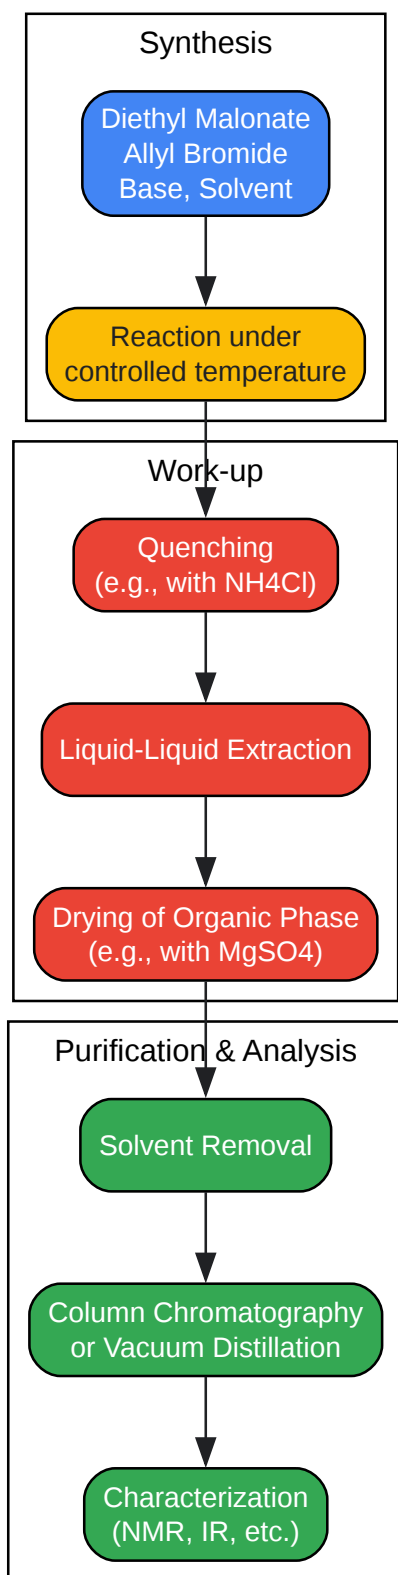 Synthesis
Diethyl Malonate
Allyl Bromide
Base, Solvent
Reaction under
controlled temperature
Work-up
Quenching
(e.g., with NH4Cl)
Liquid-Liquid Extraction
Drying of Organic Phase
(e.g., with MgSO4)
Purification & Analysis
Solvent Removal
Column Chromatography
or Vacuum Distillation
Characterization
(NMR, IR, etc.)